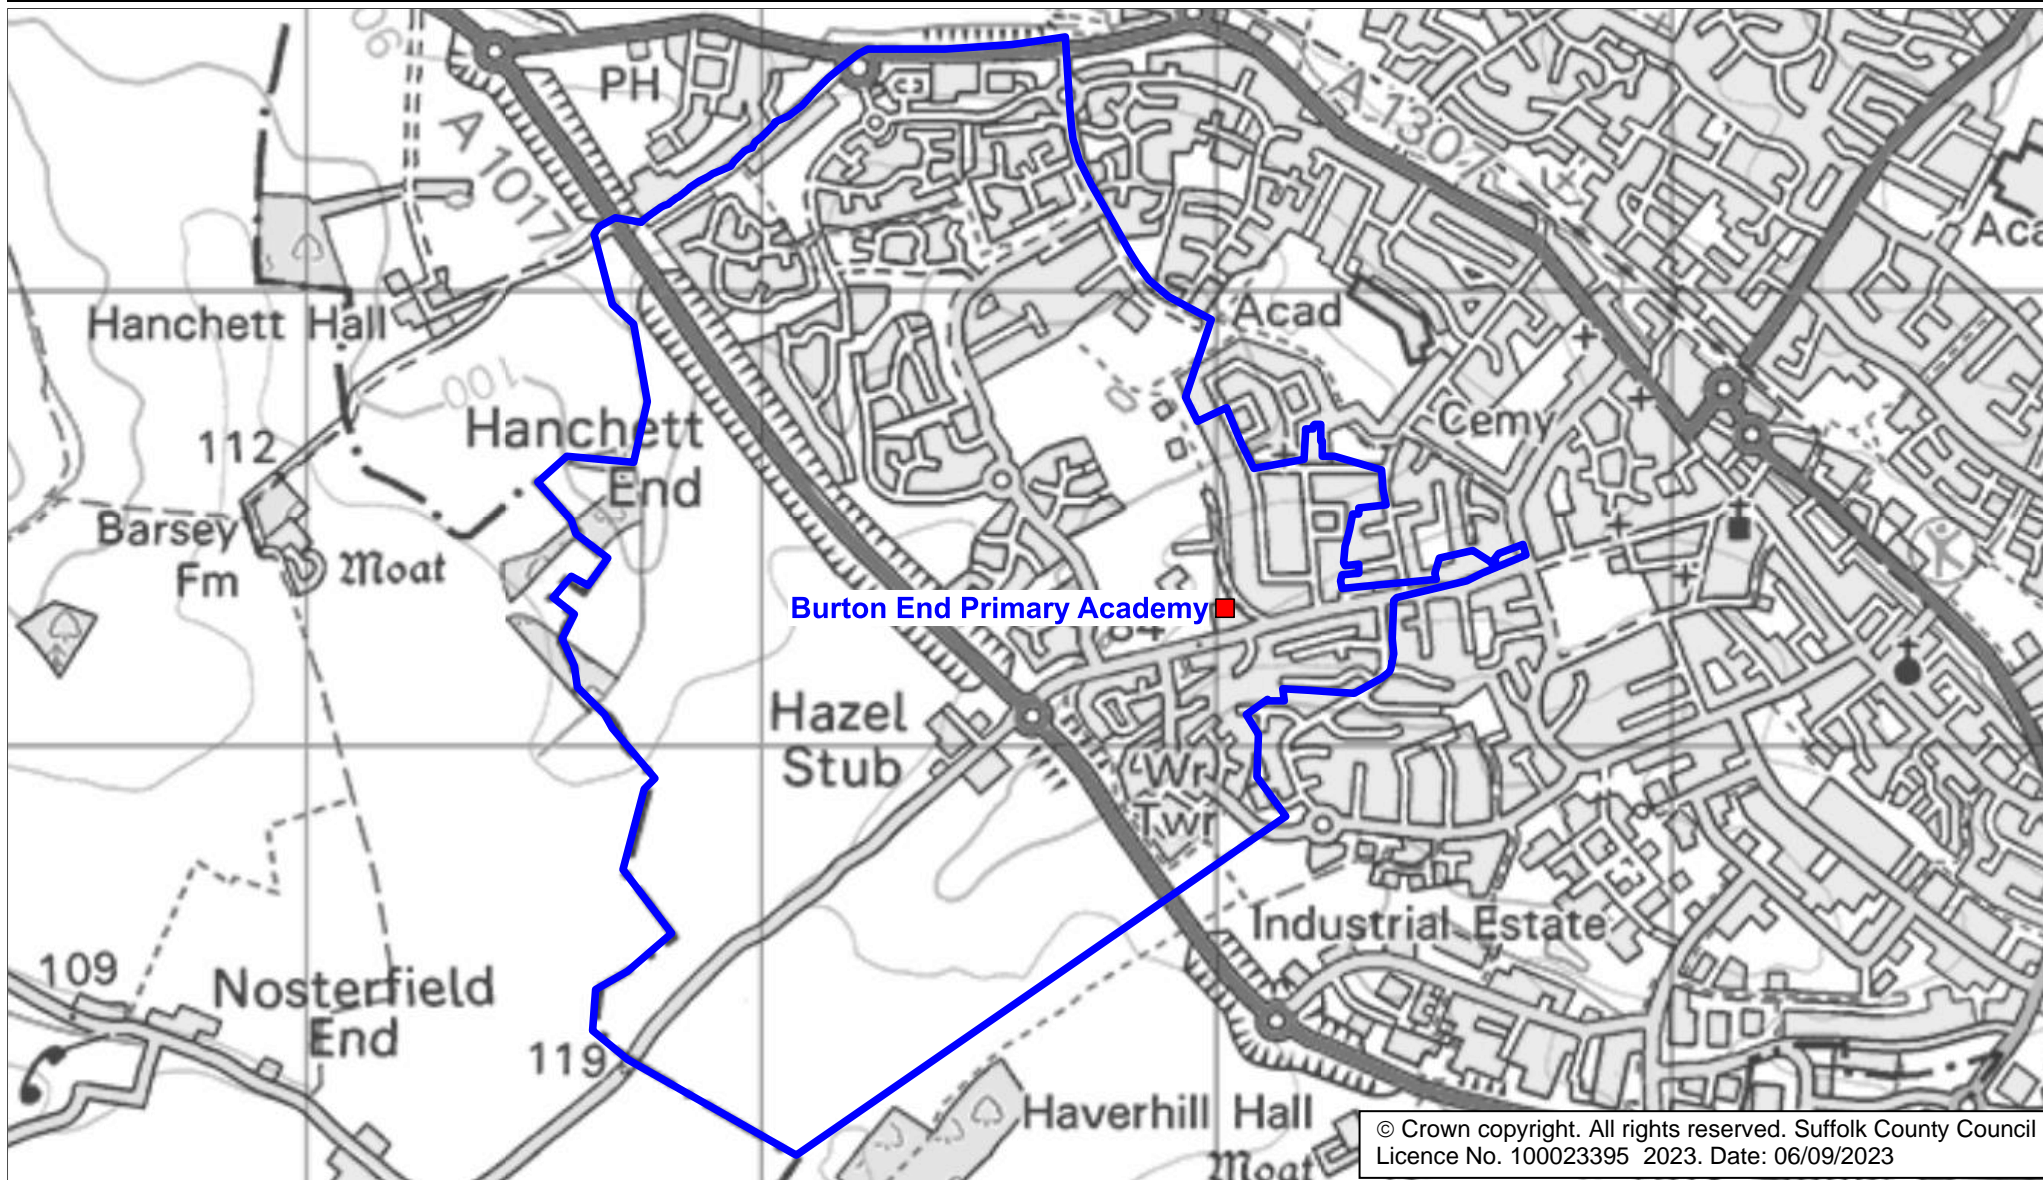 90
PH
A 1017
A 1307
Aca
Hanchett Hall
Acad
100
Hanchett
End
Cemy
112
Barsey
Fm
Moat
Burton End Primary Academy
84
Hazel
Stub
Wr
Twr
Industrial Estate
109
Nosterfield
End
119
Haverhill Hall
Moat
© Crown copyright. All rights reserved. Suffolk County Council
Licence No. 100023395 2023. Date: 06/09/2023